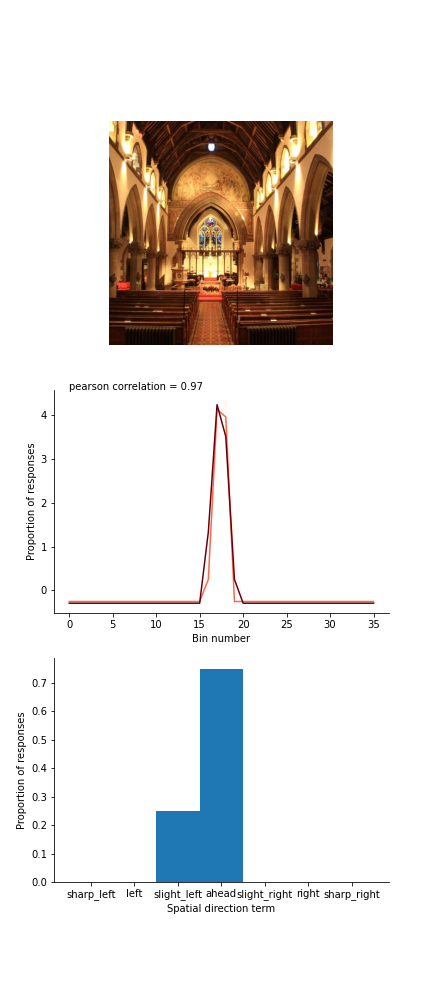 pearson correlation = 0.97
Proportion of responses
4
3
2
1
0
0 5 10 15 20 25 30 35
Bin number
Proportion of responses
0.7
0.6
0.5
0.4
0.3
0.2
0.1
0.0
sharp_left left slight_left ahead slight_right right sharp_right
Spatial direction term